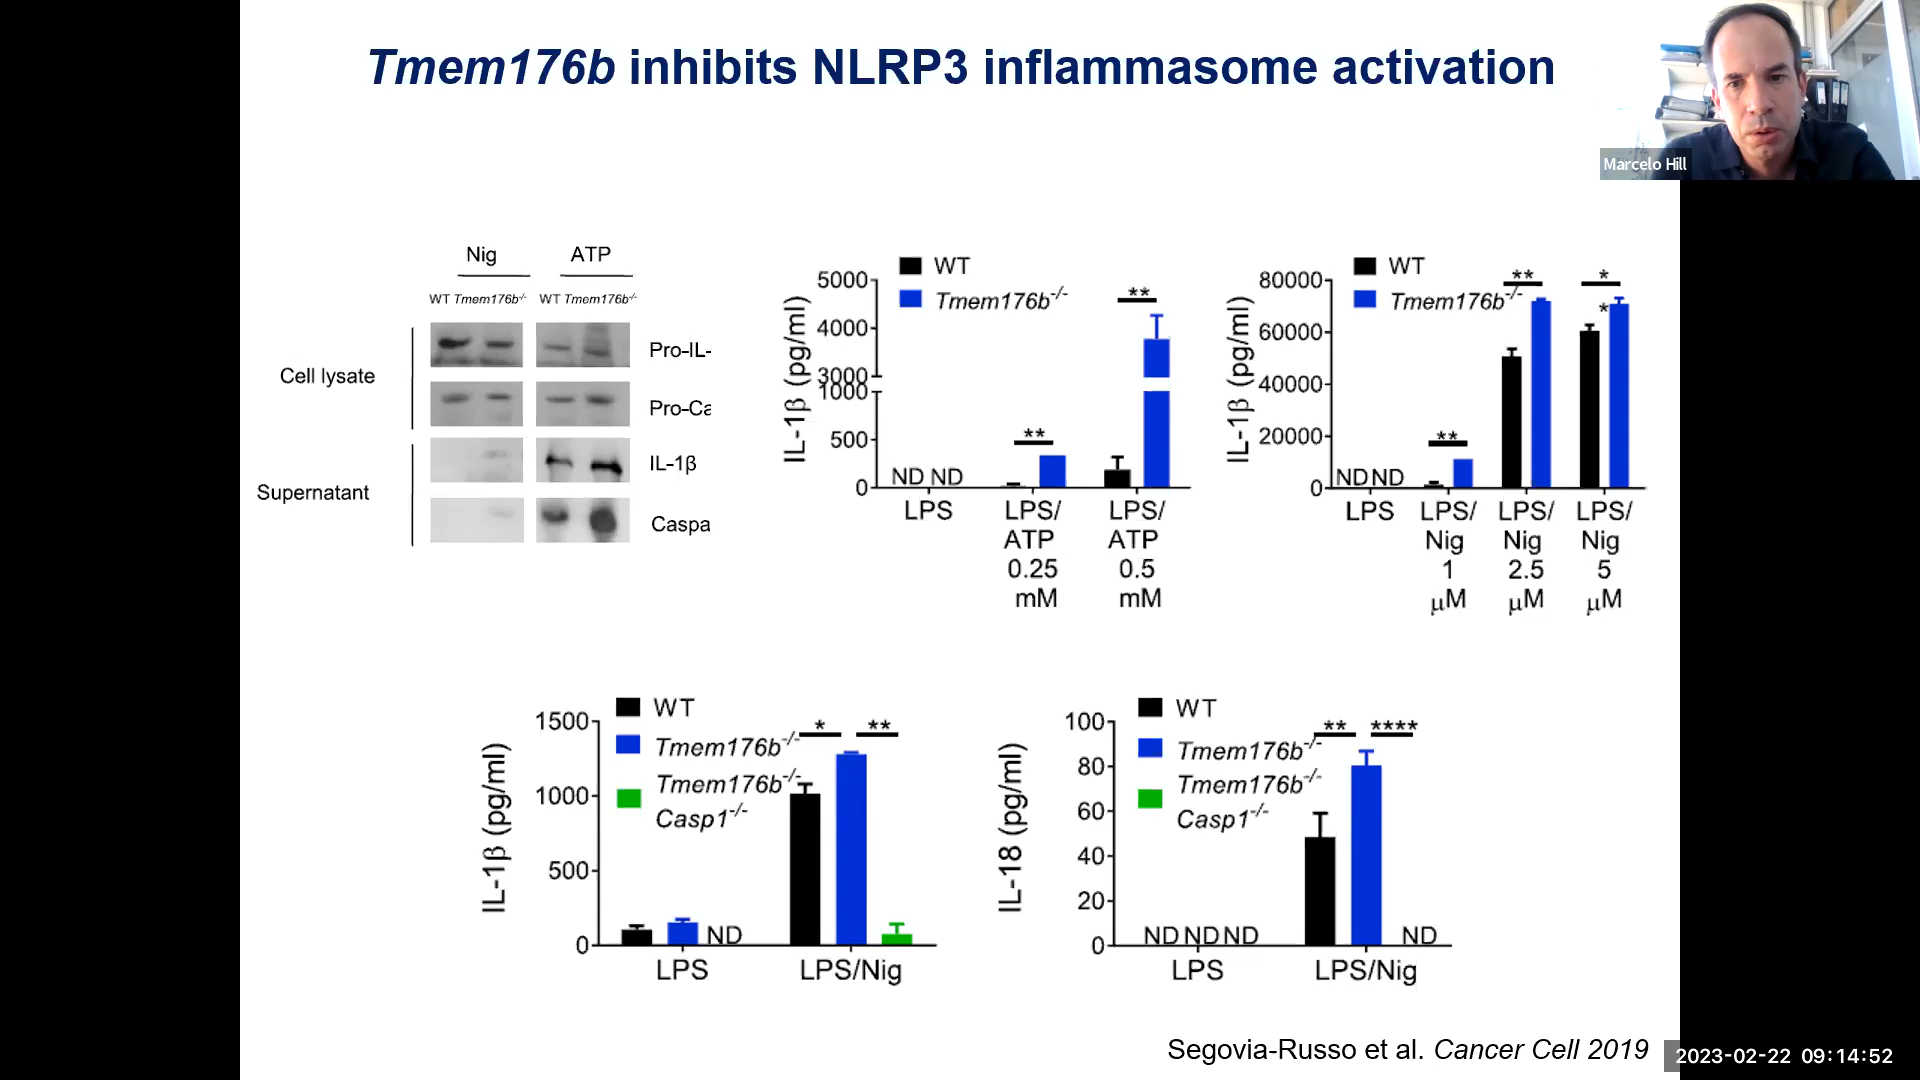 Tmem176b inhibits NLRP3 inflammasome activation
Marcelo Hill
Nig ATP
WT Tmem176b-/- WT Tmem176b-/-
Cell lysate
Supernatant
Pro-IL-
Pro-Ca
IL-1β
Caspa
WT
Tmem176b-/-
IL-1β (pg/ml)
5000
4000
3000
1000
500
0
**
**
ND ND
LPS LPS/ LPS/
ATP ATP
0.25 0.5
mM mM
WT
Tmem176b-/-
IL-1β (pg/ml)
80000
60000
40000
20000
0
**
**
*
*
ND ND
LPS LPS/ LPS/ LPS/
Nig Nig Nig
1 2.5 5
μM μM μM
WT
Tmem176b-/-
Tmem176b-/-
Casp1-/-
IL-1β (pg/ml)
1500
1000
500
0
* **
ND
LPS LPS/Nig
WT
Tmem176b-/-
Tmem176b-/-
Casp1-/-
IL-18 (pg/ml)
100
80
60
40
20
0
** ****
ND ND ND ND
LPS LPS/Nig
Segovia-Russo et al. Cancer Cell 2019
2023-02-22 09:14:52